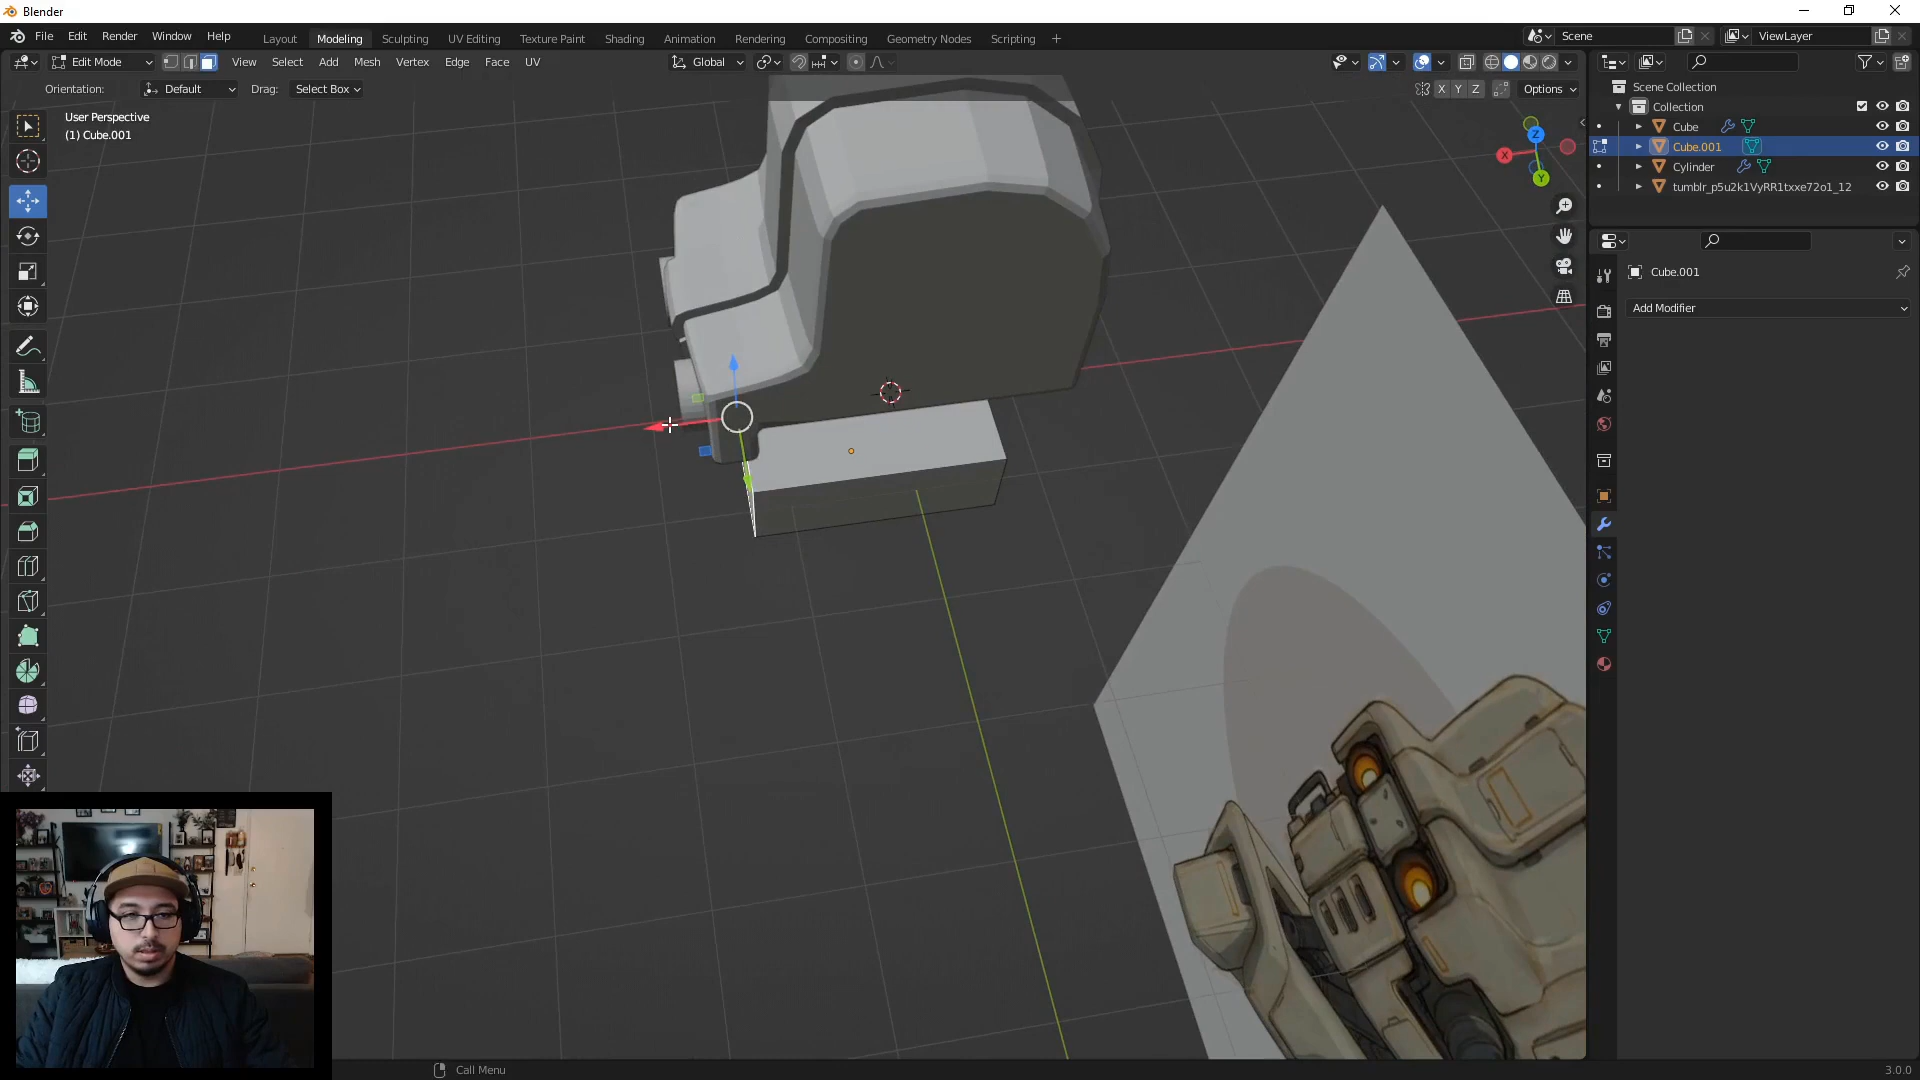 Blender
File Edit Render Window Help
Layout Modeling Sculpting UV Editing Texture Paint Shading Animation Rendering Compositing Geometry Nodes Scripting +
Scene
ViewLayer
Edit Mode View Select Add Mesh Vertex Edge Face UV
Global
Orientation: Default Drag: Select Box
X Y Z Options
User Perspective
(1) Cube.001
Z
X
Y
Scene Collection
Collection
Cube
Cube.001
Cylinder
tumblr_p5u2k1VyRR1txxe72o1_12
Cube.001
Add Modifier
Call Menu
3.0.0